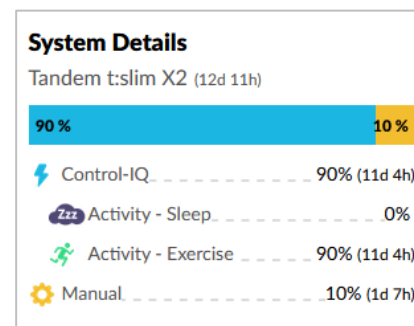 System Details
Tandem t:slim X2 (12d 11h)
90 % 10 %
Control-IQ 90% (11d 4h)
Zzz Activity - Sleep 0%
Activity - Exercise 90% (11d 4h)
Manual 10% (1d 7h)